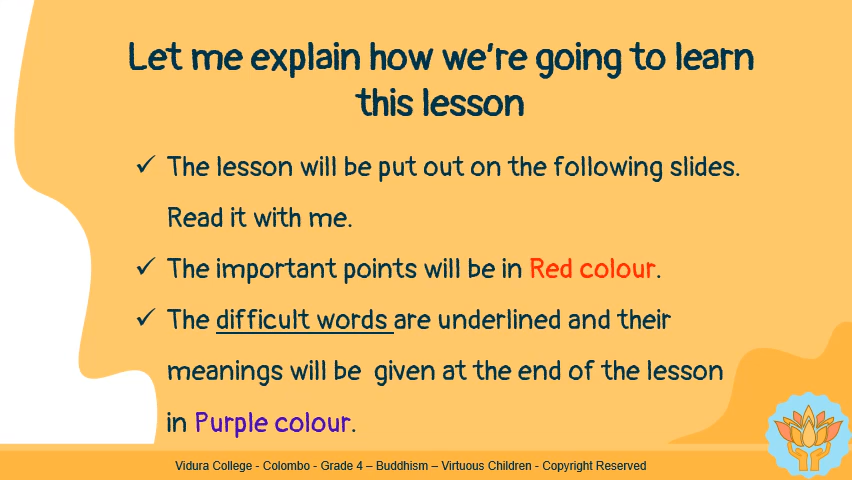 Let me explain how we're going to learn
this lesson
✓ The lesson will be put out on the following slides.
Read it with me.
✓ The important points will be in Red colour.
✓ The difficult words are underlined and their
meanings will be given at the end of the lesson
in Purple colour.
Vidura College - Colombo - Grade 4 – Buddhism – Virtuous Children - Copyright Reserved